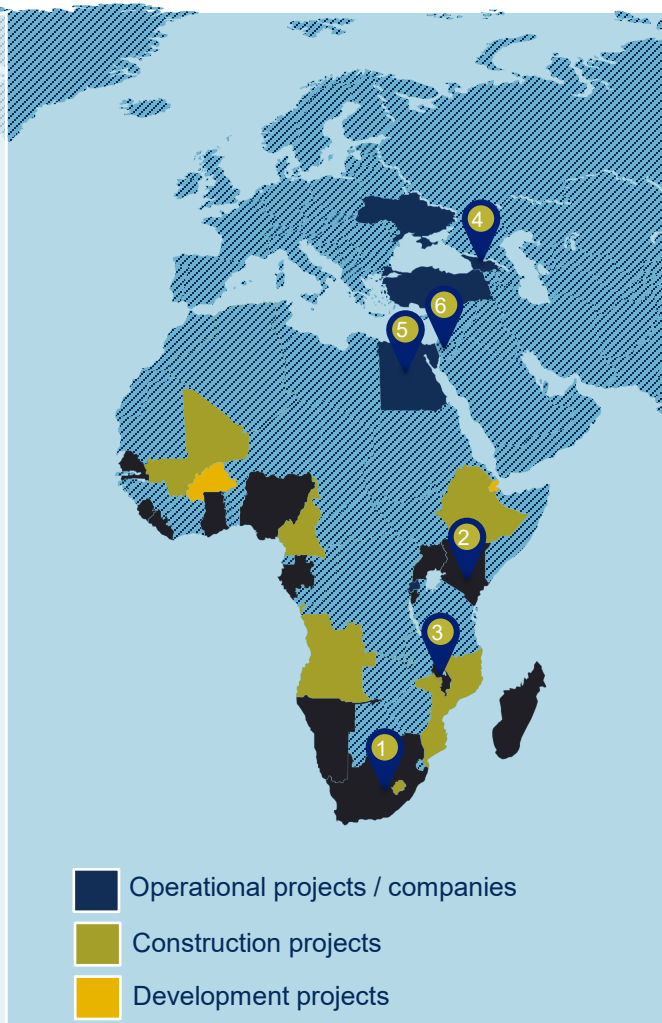 4
6
5
2
3
1
Operational projects / companies
Construction projects
Development projects